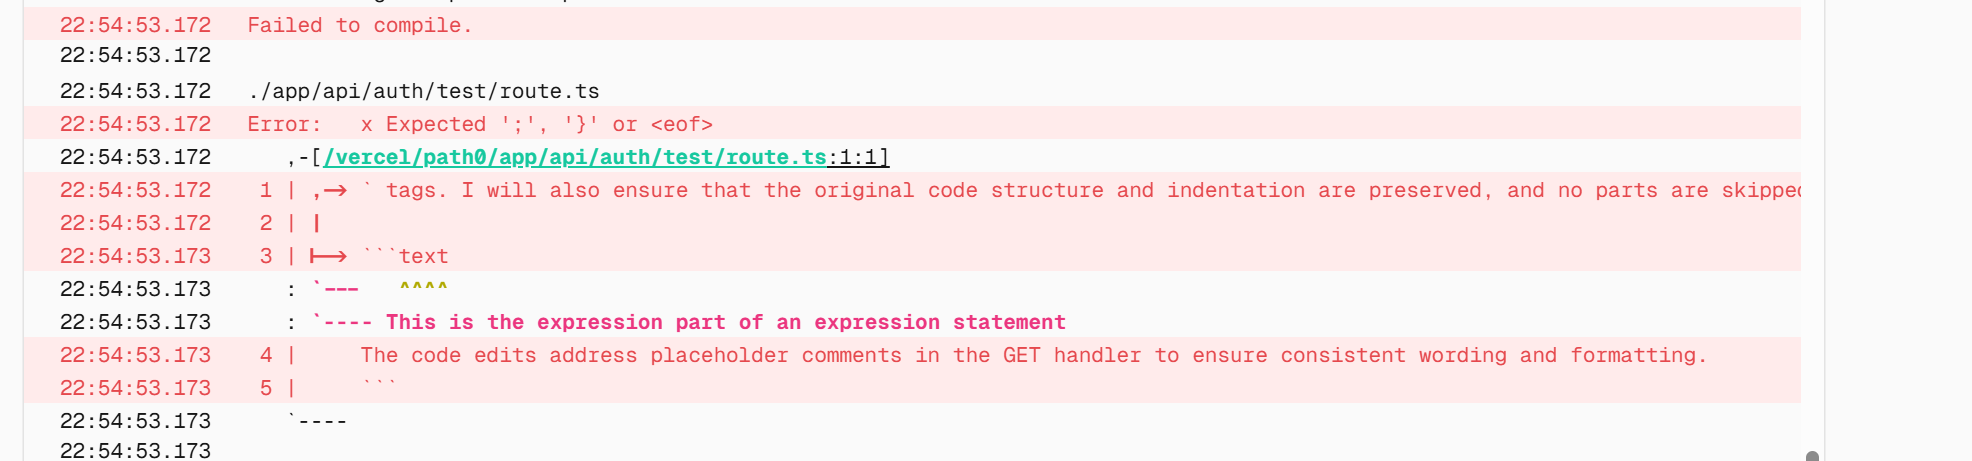 22:54:53.172 Failed to compile.
22:54:53.172
22:54:53.172 ./app/api/auth/test/route.ts
22:54:53.172 Error:   x Expected ';', '}' or <eof>
22:54:53.172    ,-[/vercel/path0/app/api/auth/test/route.ts:1:1]
22:54:53.172  1 | ,-> ` tags. I will also ensure that the original code structure and indentation are preserved, and no parts are skipped
22:54:53.172  2 | |
22:54:53.173  3 | |-> ```text
22:54:53.173    : `---   ^^^^
22:54:53.173    : `---- This is the expression part of an expression statement
22:54:53.173  4 |     The code edits address placeholder comments in the GET handler to ensure consistent wording and formatting.
22:54:53.173  5 |     ```
22:54:53.173    `----
22:54:53.173